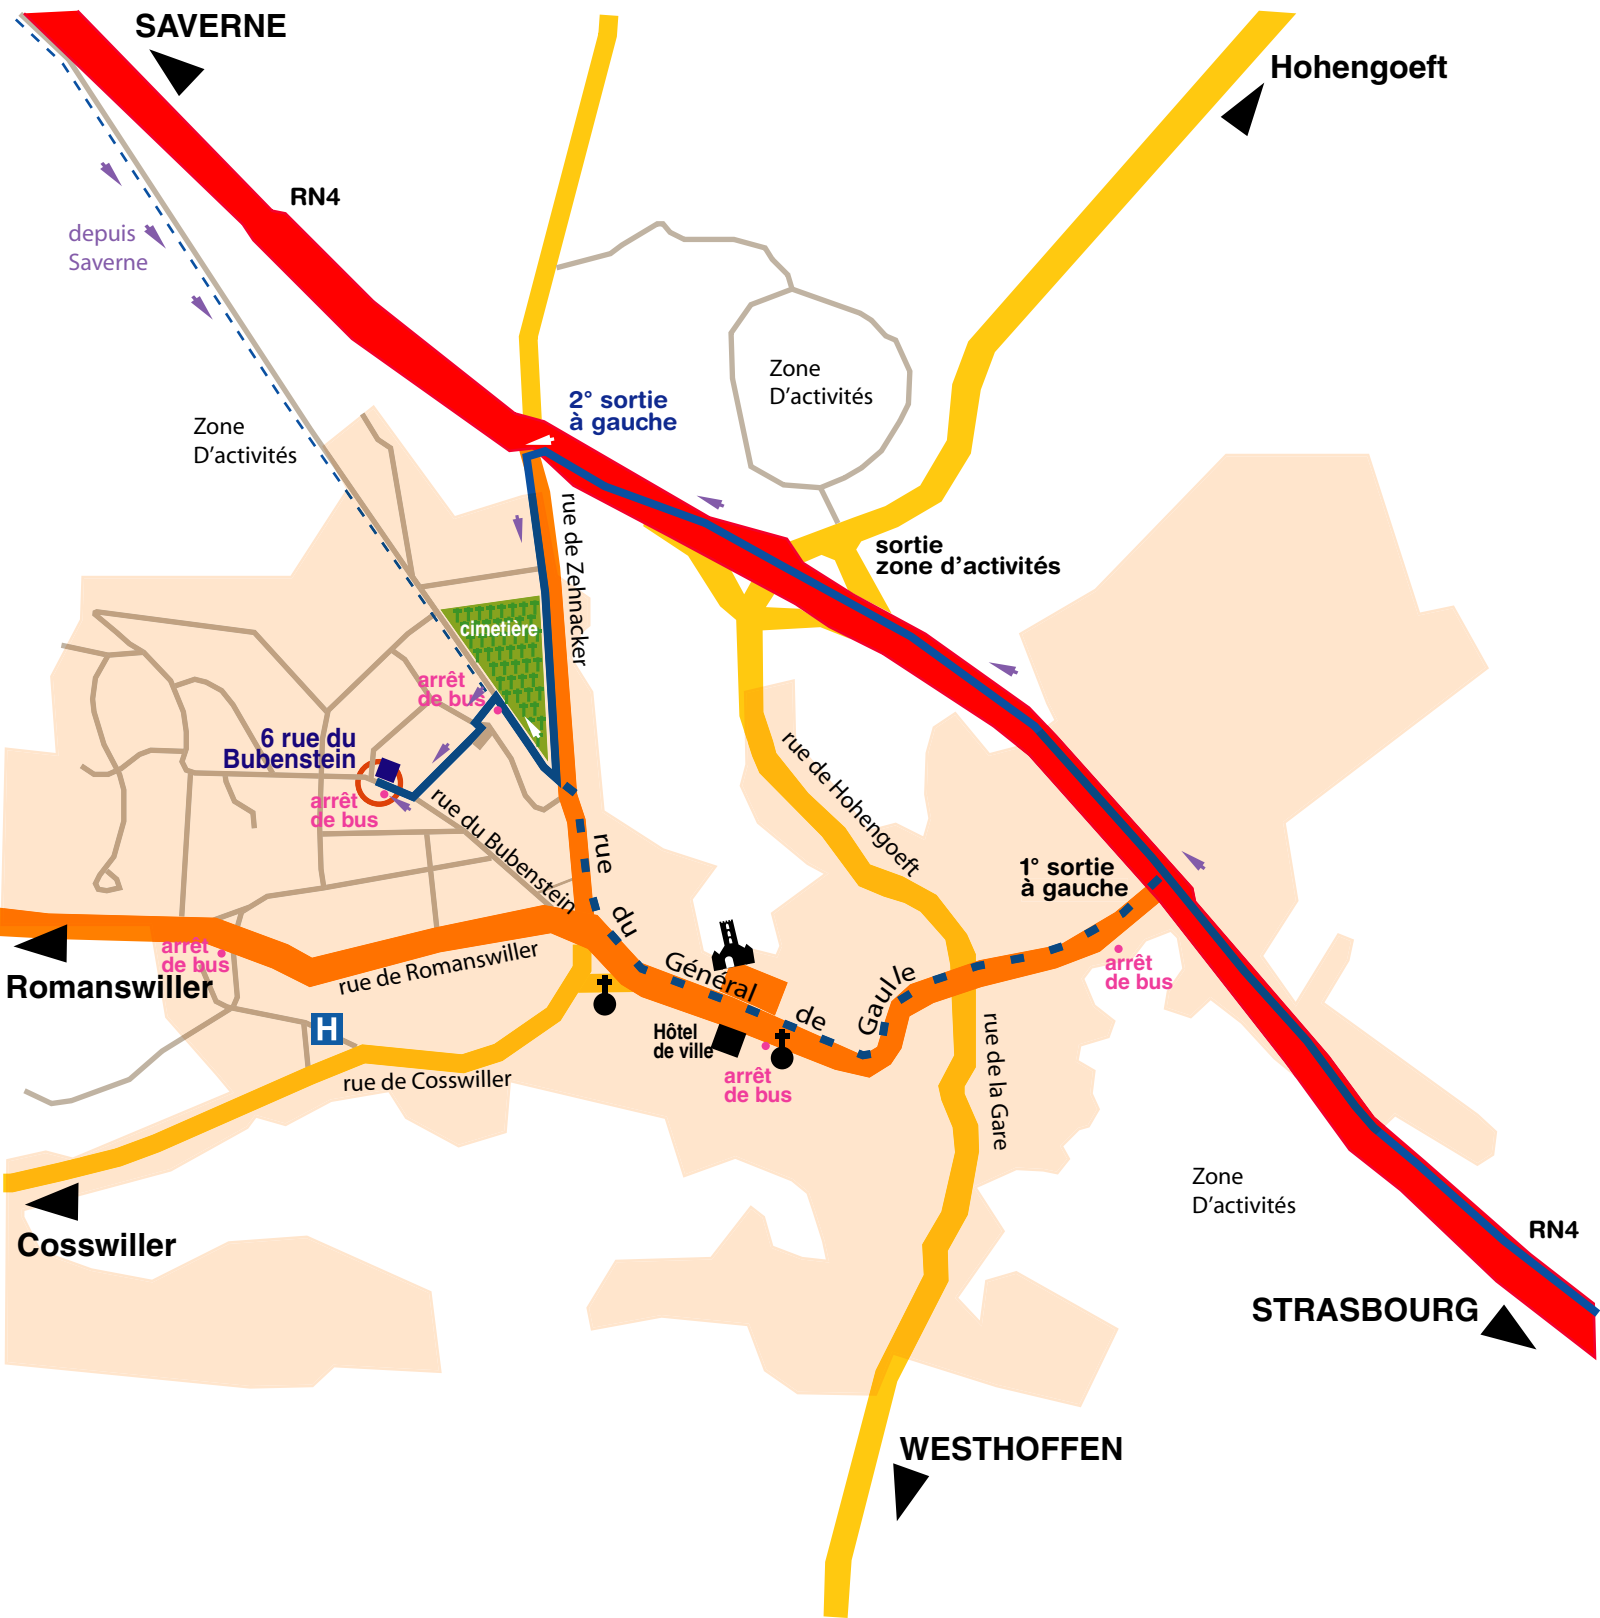 SAVERNE
Hohengoeft
RN4
depuis
Saverne
Zone
D'activités
2° sortie
à gauche
Zone
D'activités
rue de Zehnacker
sortie
zone d'activités
cimetière
arrêt
de bus
6 rue du
Bubenstein
arrêt
de bus
rue du Bubenstein
rue de Hohengoeft
1° sortie
à gauche
rue
du
Général
de
Gaulle
arrêt
de bus
Romanswiller
rue de Romanswiller
arrêt
de bus
H
Hôtel
de ville
rue de Cosswiller
arrêt
de bus
rue de la Gare
Zone
D'activités
Cosswiller
RN4
STRASBOURG
WESTHOFFEN